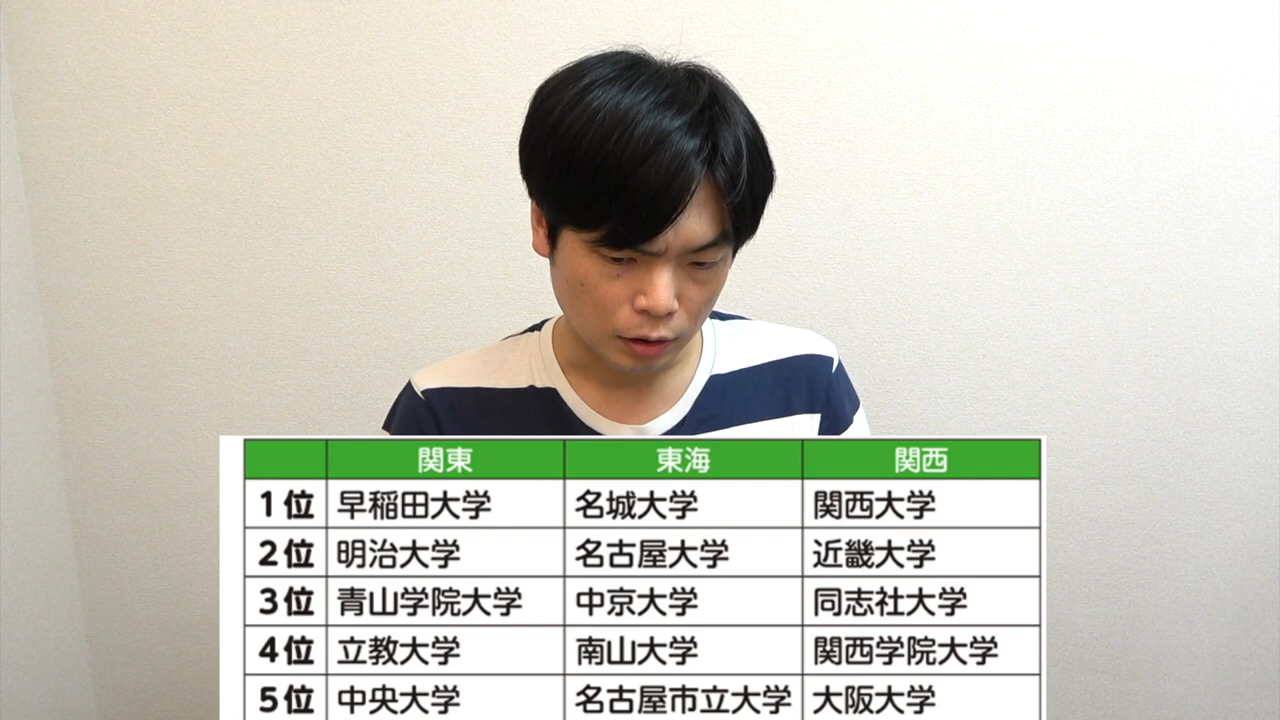 関東 東海 関西
1位 早稲田大学 名城大学 関西大学
2位 明治大学 名古屋大学 近畿大学
3位 青山学院大学 中京大学 同志社大学
4位 立教大学 南山大学 関西学院大学
5位 中央大学 名古屋市立大学 大阪大学